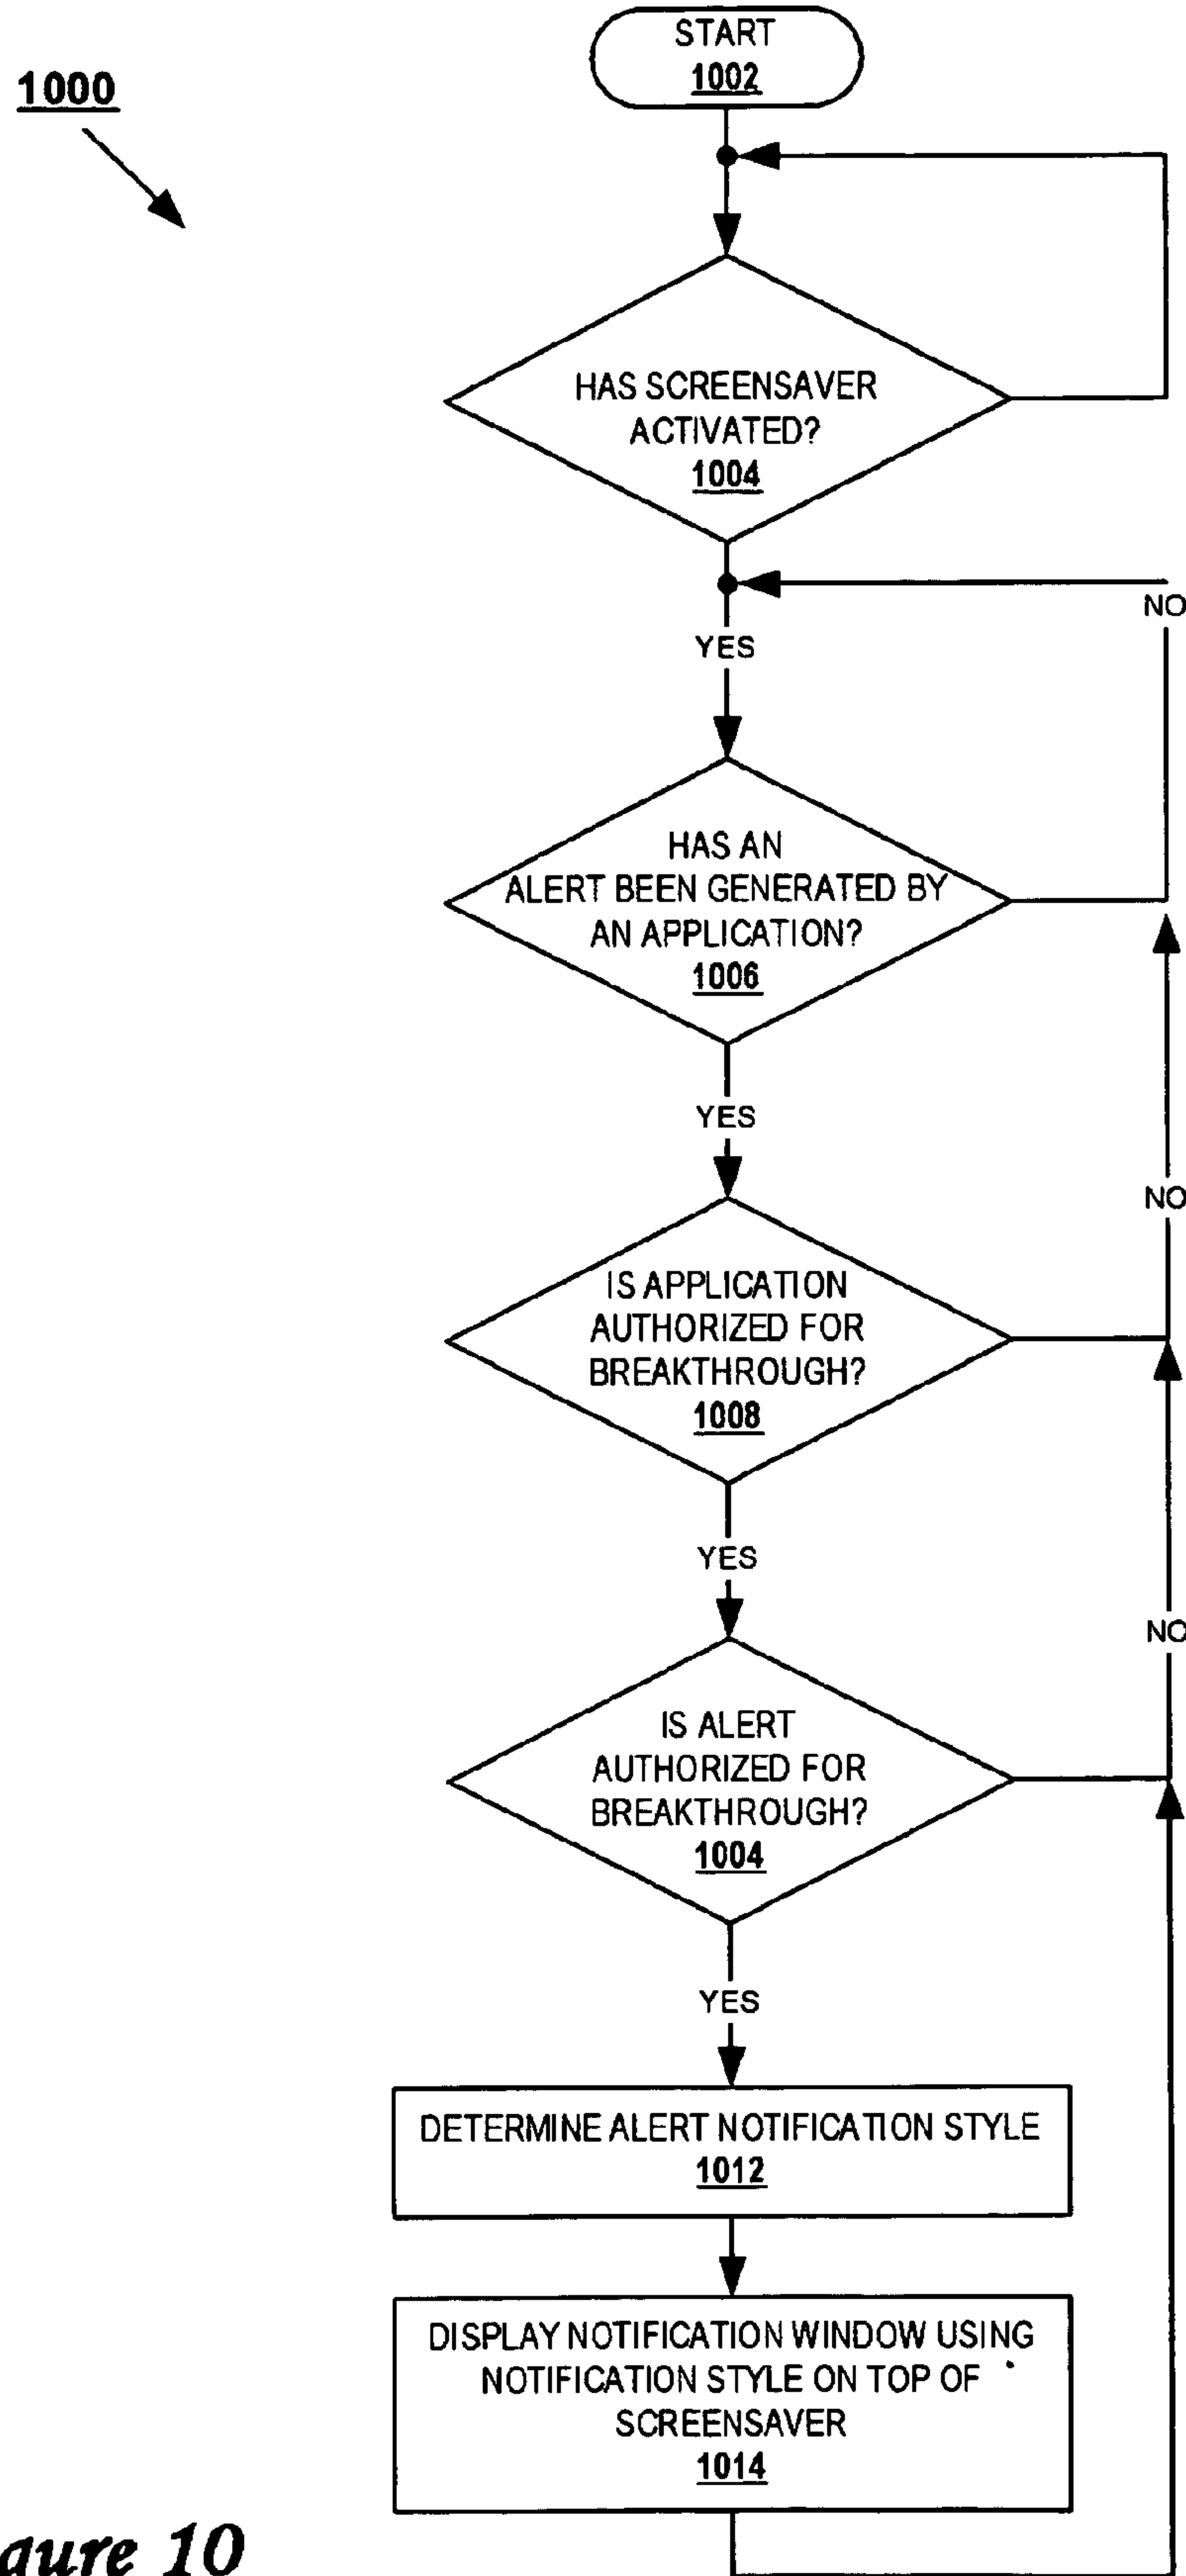 START
1002
1000
HAS SCREENSAVER
ACTIVATED?
1004
NO
YES
HAS AN
ALERT BEEN GENERATED BY
AN APPLICATION?
1006
YES
NO
IS APPLICATION
AUTHORIZED FOR
BREAKTHROUGH?
1008
YES
NO
IS ALERT
AUTHORIZED FOR
BREAKTHROUGH?
1004
YES
DETERMINE ALERT NOTIFICATION STYLE
1012
DISPLAY NOTIFICATION WINDOW USING
NOTIFICATION STYLE ON TOP OF
SCREENSAVER
1014
gure 10